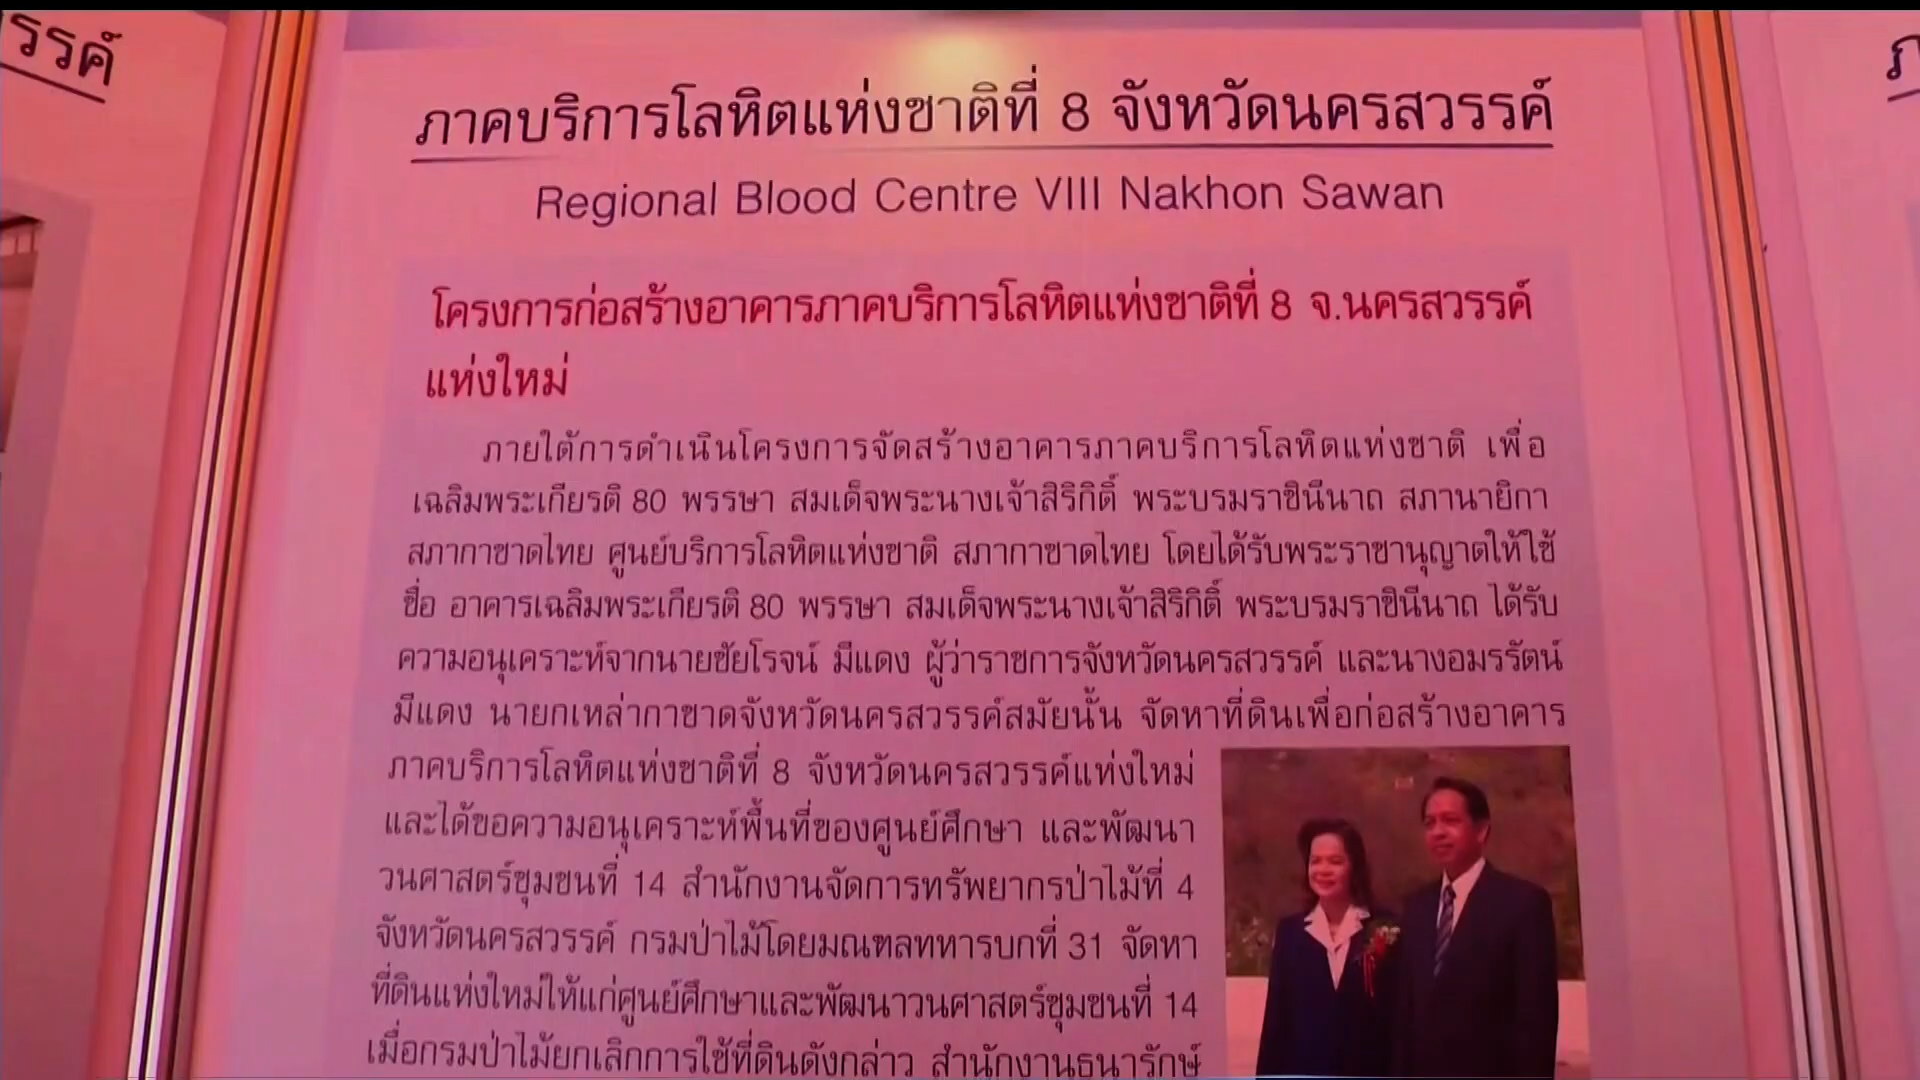 รรค์
ภาคบริการโลหิตแห่งชาติที่ 8 จังหวัดนครสวรรค์
Regional Blood Centre VIII Nakhon Sawan
โครงการก่อสร้างอาคารภาคบริการโลหิตแห่งชาติที่ 8 จ.นครสวรรค์
แห่งใหม่
ภายใต้การดำเนินโครงการจัดสร้างอาคารภาคบริการโลหิตแห่งชาติ เพื่อ
เฉลิมพระเกียรติ 80 พรรษา สมเด็จพระนางเจ้าสิริกิติ์ พระบรมราชินีนาถ สภานายิกา
สภากาชาดไทย ศูนย์บริการโลหิตแห่งชาติ สภากาชาดไทย โดยได้รับพระราชานุญาตให้ใช้
ชื่อ อาคารเฉลิมพระเกียรติ 80 พรรษา สมเด็จพระนางเจ้าสิริกิติ์ พระบรมราชินีนาถ ได้รับ
ความอนุเคราะห์จากนายชัยโรจน์ มีแดง ผู้ว่าราชการจังหวัดนครสวรรค์ และนางอมรรัตน์
มีแดง นายกเหล่ากาชาดจังหวัดนครสวรรค์สมัยนั้น จัดหาที่ดินเพื่อก่อสร้างอาคาร
ภาคบริการโลหิตแห่งชาติที่ 8 จังหวัดนครสวรรค์แห่งใหม่
และได้ขอความอนุเคราะห์พื้นที่ของศูนย์ศึกษา และพัฒนา
วนศาสตร์ชุมชนที่ 14 สำนักงานจัดการทรัพยากรป่าไม้ที่ 4
จังหวัดนครสวรรค์ กรมป่าไม้โดยมณฑลทหารบกที่ 31 จัดหา
ที่ดินแห่งใหม่ให้แก่ศูนย์ศึกษาและพัฒนาวนศาสตร์ชุมชนที่ 14
เมื่อกรมป่าไม้ยกเลิกการใช้ที่ดินดังกล่าว สำนักงานธนารักษ์